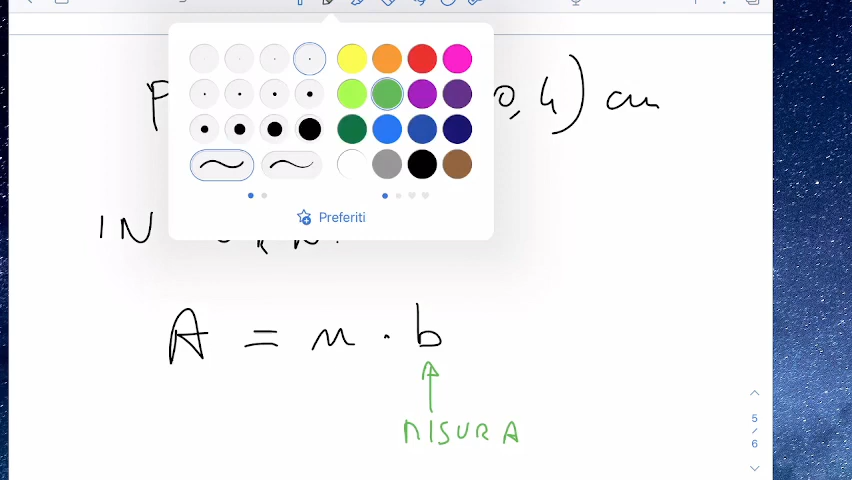 0,4) cm
Preferiti
IN
A = n · b
MISURA
5
/
6